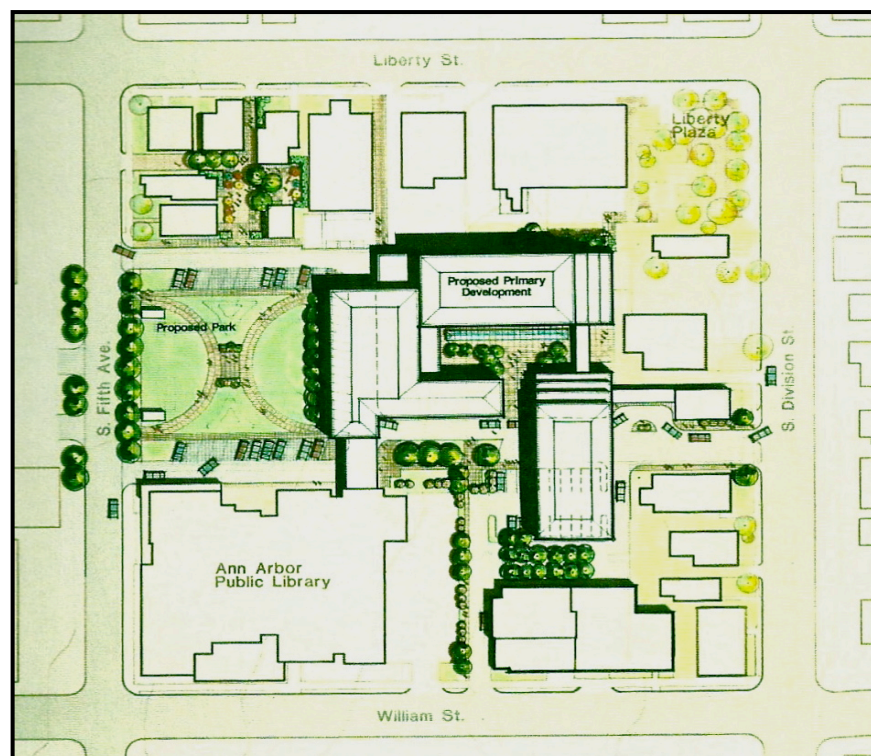 Liberty St.
Liberty
Plaza
Proposed Primary
Development
Proposed Park
S. Fifth Ave.
S. Division St.
Ann Arbor
Public Library
William St.